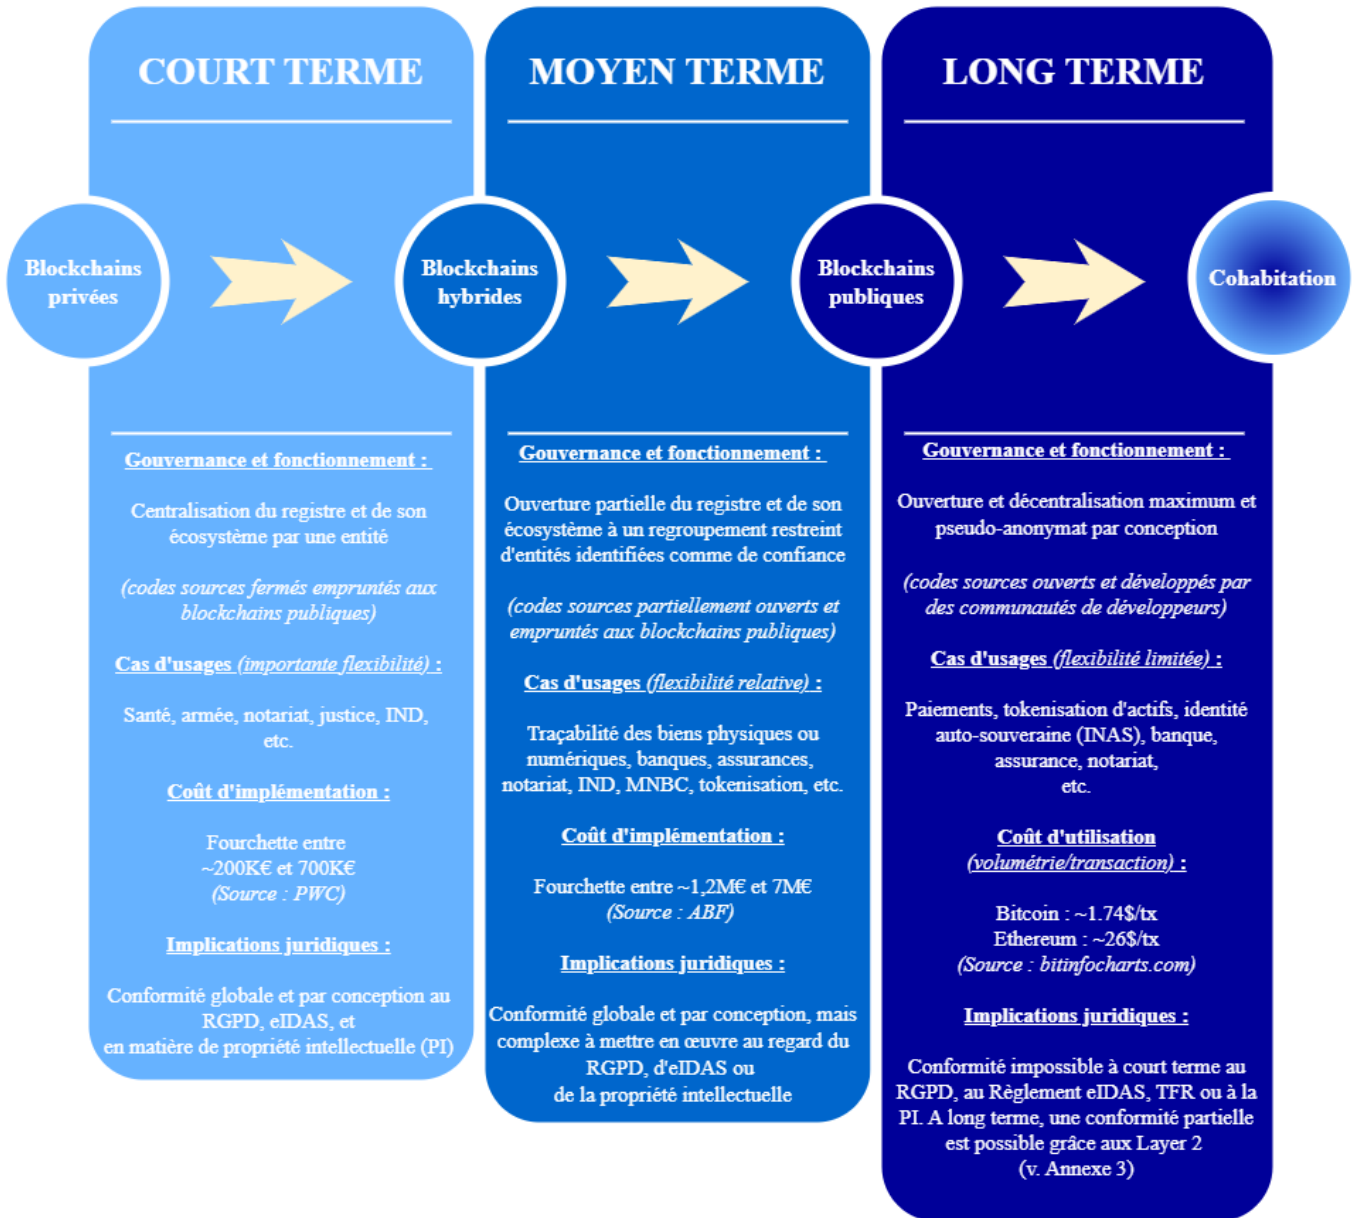 COURT TERME
Blockchains
privées
Gouvernance et fonctionnement :
Centralisation du registre et de son
écosystème par une entité
(codes sources fermés empruntés aux
blockchains publiques)
Cas d'usages (importante flexibilité) :
Santé, armée, notariat, justice, IND,
etc.
Coût d'implémentation :
Fourchette entre
~200K€ et 700K€
(Source : PWC)
Implications juridiques :
Conformité globale et par conception au
RGPD, eIDAS, et
en matière de propriété intellectuelle (PI)
MOYEN TERME
Blockchains
hybrides
Gouvernance et fonctionnement :
Ouverture partielle du registre et de son
écosystème à un regroupement restreint
d'entités identifiées comme de confiance
(codes sources partiellement ouverts et
empruntés aux blockchains publiques)
Cas d'usages (flexibilité relative) :
Traçabilité des biens physiques ou
numériques, banques, assurances,
notariat, IND, MNBC, tokenisation, etc.
Coût d'implémentation :
Fourchette entre ~1,2M€ et 7M€
(Source : ABF)
Implications juridiques :
Conformité globale et par conception, mais
complexe à mettre en œuvre au regard du
RGPD, d'eIDAS ou
de la propriété intellectuelle
LONG TERME
Blockchains
publiques
Cohabitation
Gouvernance et fonctionnement :
Ouverture et décentralisation maximum et
pseudo-anonymat par conception
(codes sources ouverts et développés par
des communautés de développeurs)
Cas d'usages (flexibilité limitée) :
Paiements, tokenisation d'actifs, identité
auto-souveraine (INAS), banque,
assurance, notariat,
etc.
Coût d'utilisation
(volumétrie/transaction) :
Bitcoin : ~1.74$/tx
Ethereum : ~26$/tx
(Source : bitinfocharts.com)
Implications juridiques :
Conformité impossible à court terme au
RGPD, au Règlement eIDAS, TFR ou à la
PI. A long terme, une conformité partielle
est possible grâce aux Layer 2
(v. Annexe 3)